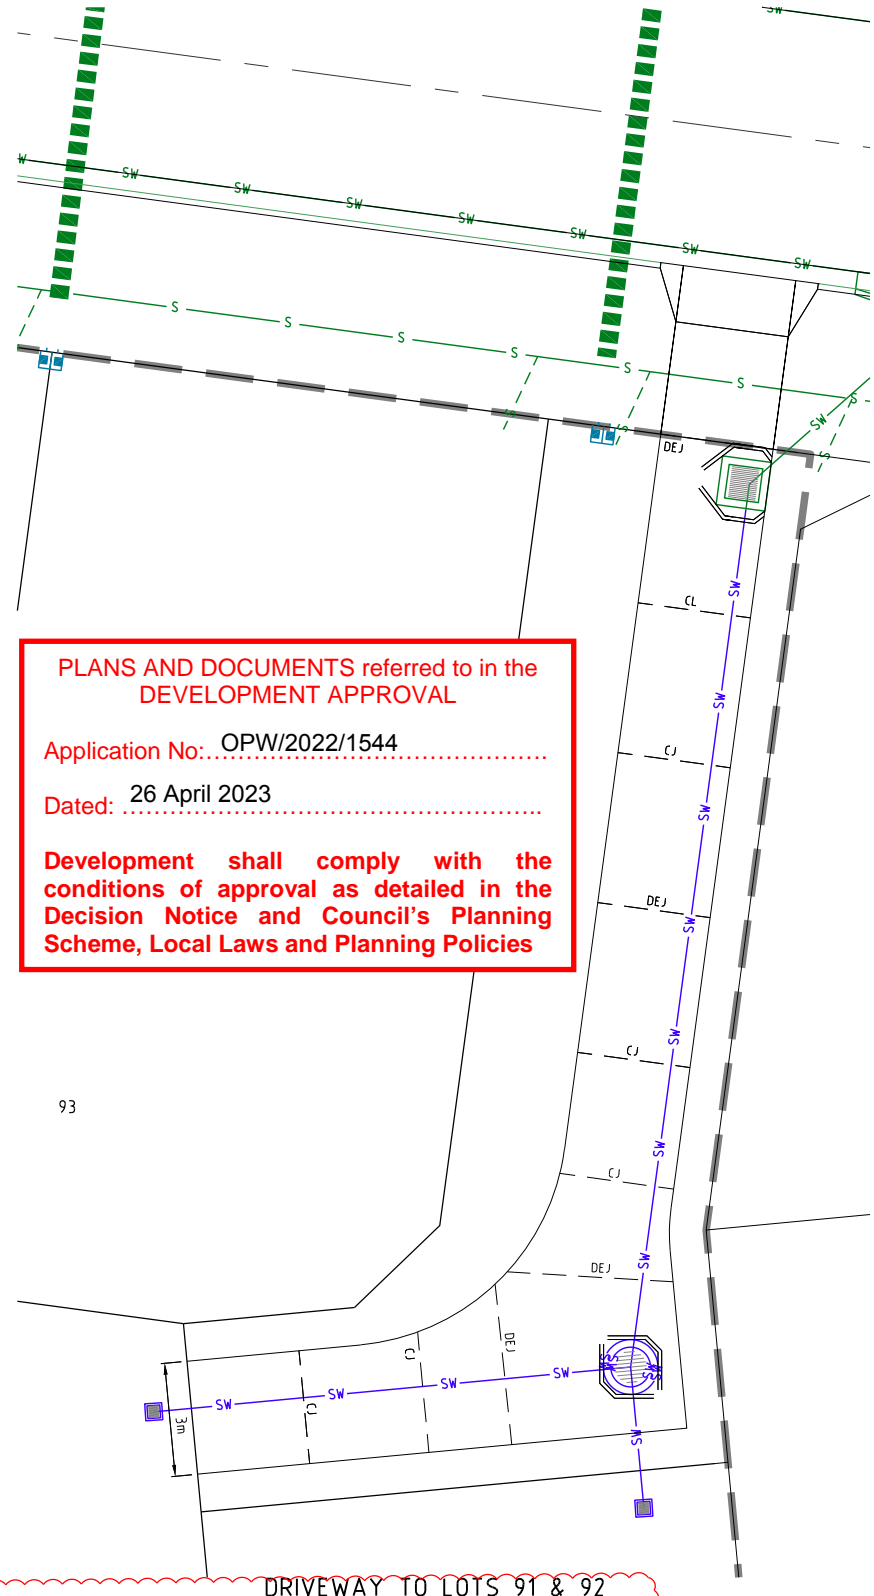 SW
W
SW
SW
SW
SW
SW
SW
SW
S
S
S
S
S
S
S
S
S
S
SW
DEJ
SW
CL
SW
CJ
SW
DEJ
SW
CJ
SW
CJ
SW
DEJ
SW
PLANS AND DOCUMENTS referred to in the
DEVELOPMENT APPROVAL
Application No:.. OPW/2022/1544
Dated: 26 April 2023
Development shall comply with the
conditions of approval as detailed in the
Decision Notice and Council's Planning
Scheme, Local Laws and Planning Policies
93
CJ
DEJ
SW
SW
SW
SW
SW
SW
CJ
3m
SW
DRIVEWAY TO LOTS 91 & 92